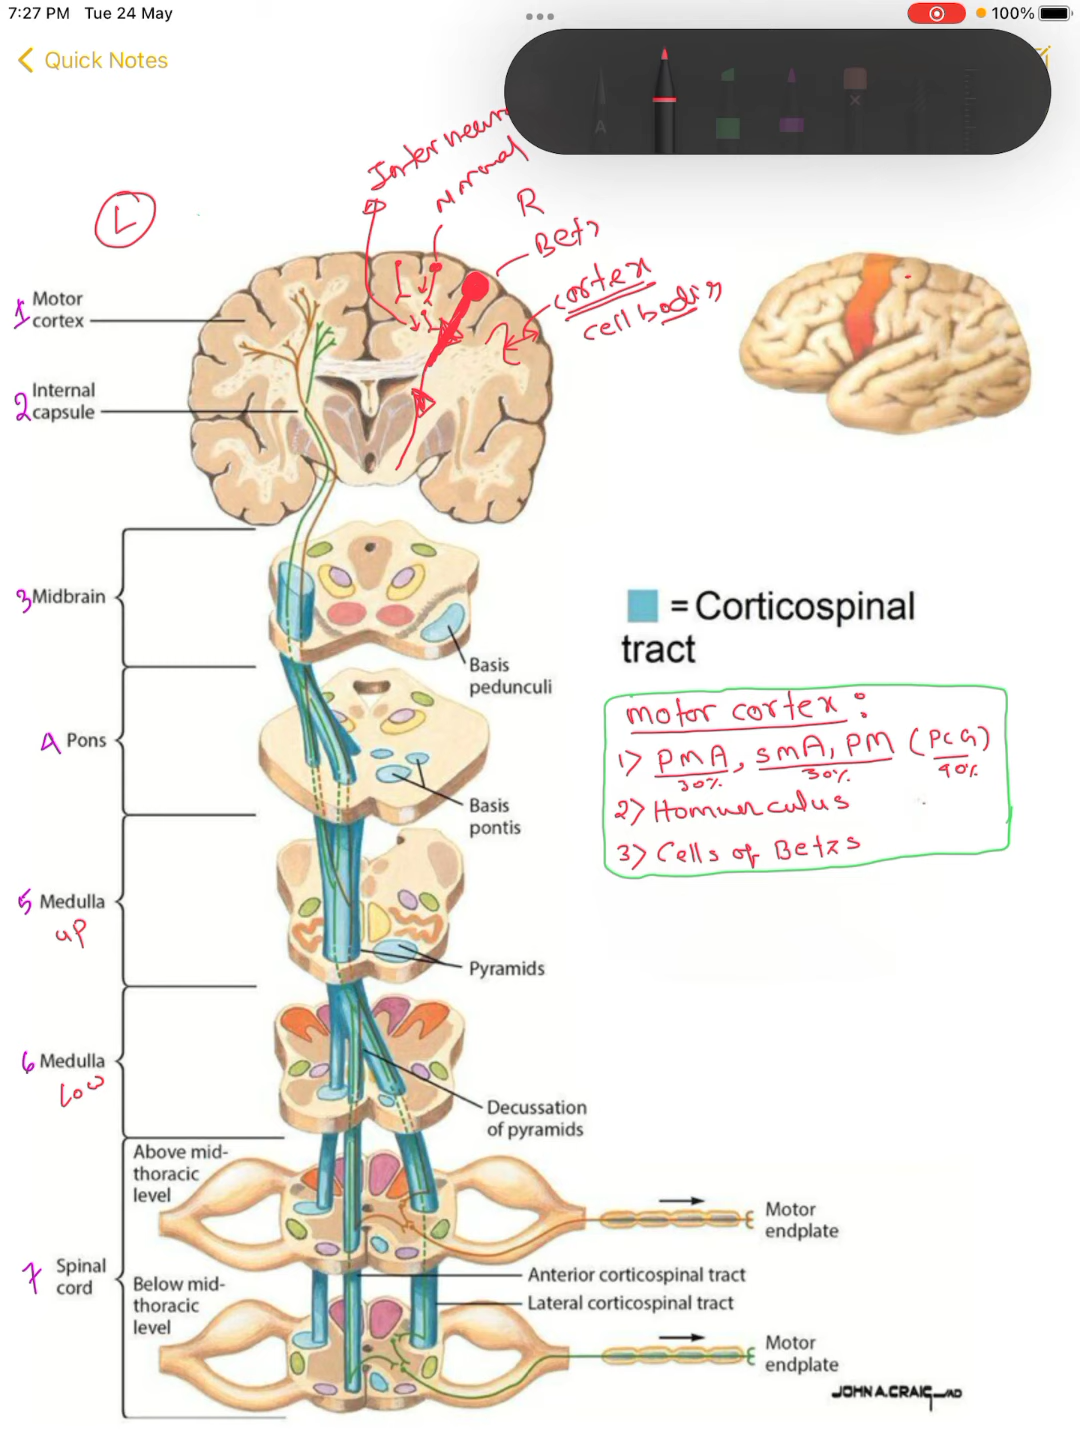 7:27 PM Tue 24 May
100%
Quick Notes
A
L
Normal
R
Betz
cortex
cell bodies
1 Motor
cortex
2 Internal
capsule
3 Midbrain
Basis
pedunculi
= Corticospinal
tract
motor cortex :
1) PMA, SMA, PM (PCG)
30% 30% 40%
2) Homunculus
3) Cells of Betzs
4 Pons
Basis
pontis
5 Medulla
up
Pyramids
6 Medulla
Low
Decussation
of pyramids
Above mid-
thoracic
level
Motor
endplate
7 Spinal
cord
Anterior corticospinal tract
Lateral corticospinal tract
Below mid-
thoracic
level
Motor
endplate
JOHN A. CRAIG_MD